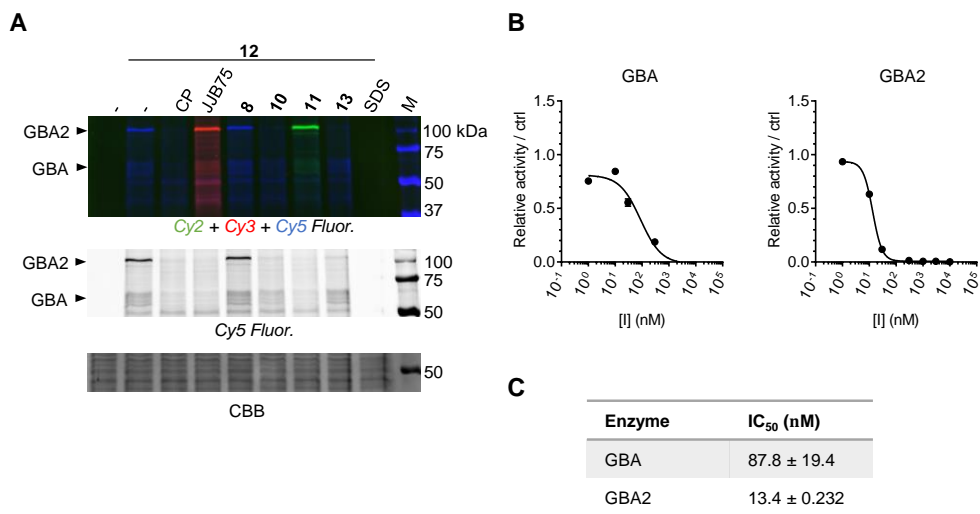 A
12
- - CP JJB75 8 10 11 13 SDS M
GBA2
GBA
100 kDa
75
50
37
Cy2 + Cy3 + Cy5 Fluor.
GBA2
GBA
100
75
50
Cy5 Fluor.
50
CBB
B
GBA
Relative activity / ctrl
1.5
1.0
0.5
0.0
10-1 100 101 102 103 104 105
[I] (nM)
GBA2
Relative activity / ctrl
1.5
1.0
0.5
0.0
10-1 100 101 102 103 104 105
[I] (nM)
C
Enzyme IC50 (nM)
GBA 87.8 ± 19.4
GBA2 13.4 ± 0.232